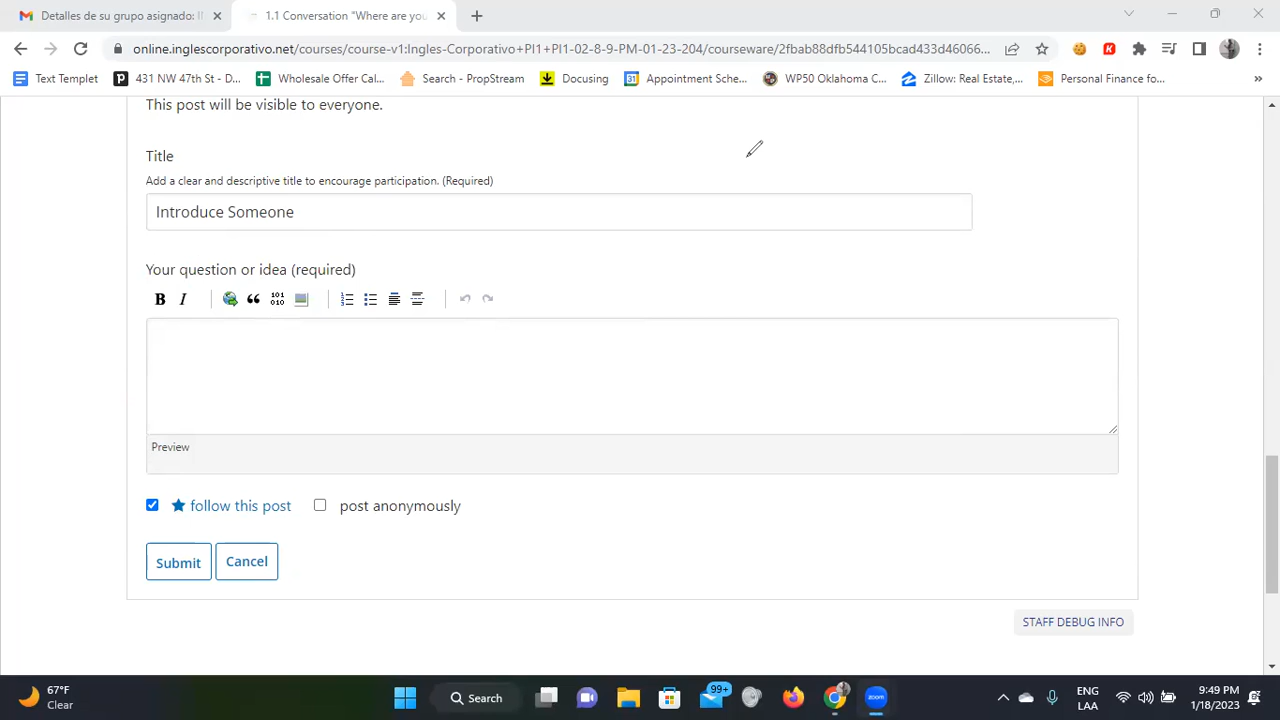 Detalles de su grupo asignado: I
1.1 Conversation "Where are you
online.inglescorporativo.net/courses/course-v1:Ingles-Corporativo+PI1+PI1-02-8-9-PM-01-23-204/courseware/2fbab88dfb544105bcad433d46066...
Text Templet
431 NW 47th St - D...
Wholesale Offer Cal...
Search - PropStream
Docusing
Appointment Sche...
WP50 Oklahoma C...
Zillow: Real Estate,...
Personal Finance fo...
»
This post will be visible to everyone.
Title
Add a clear and descriptive title to encourage participation. (Required)
Introduce Someone
Your question or idea (required)
B I
Preview
follow this post post anonymously
Submit Cancel
STAFF DEBUG INFO
67°F
Clear
Search
99+
zoom
ENG
LAA
9:49 PM
1/18/2023